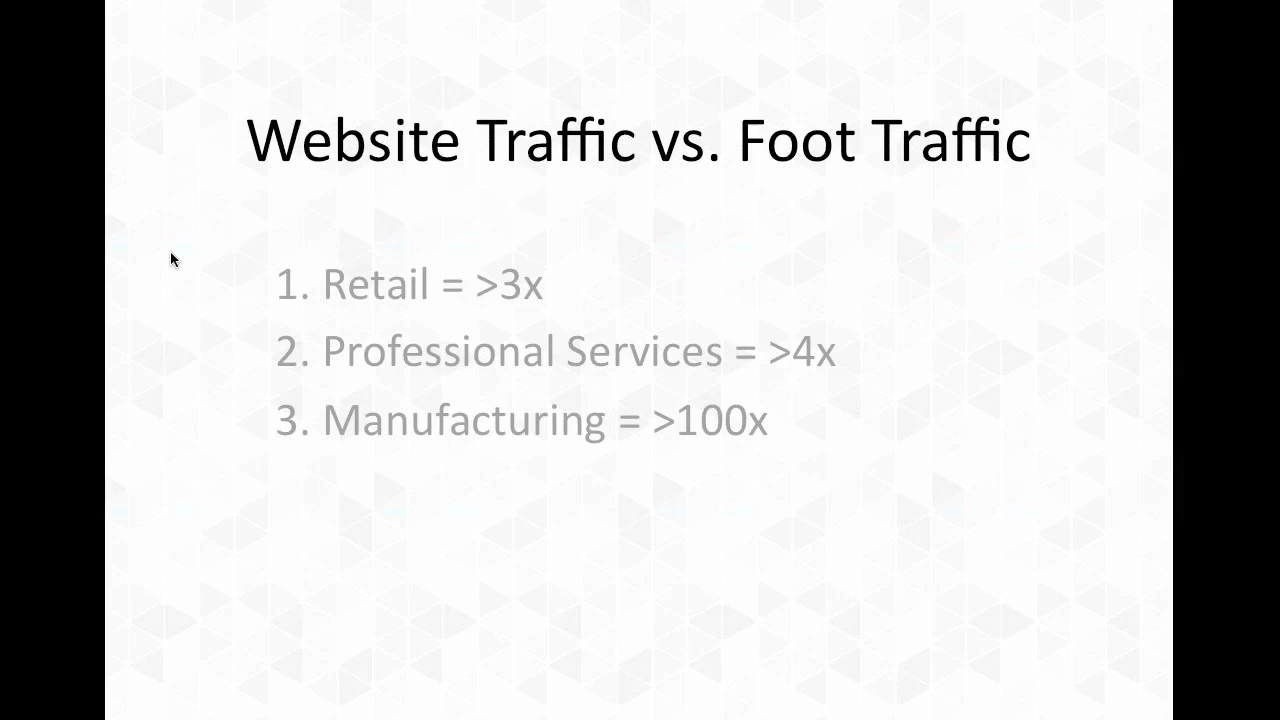 Website Traffic vs. Foot Traffic
1. Retail = >3x
2. Professional Services = >4x
3. Manufacturing = >100x